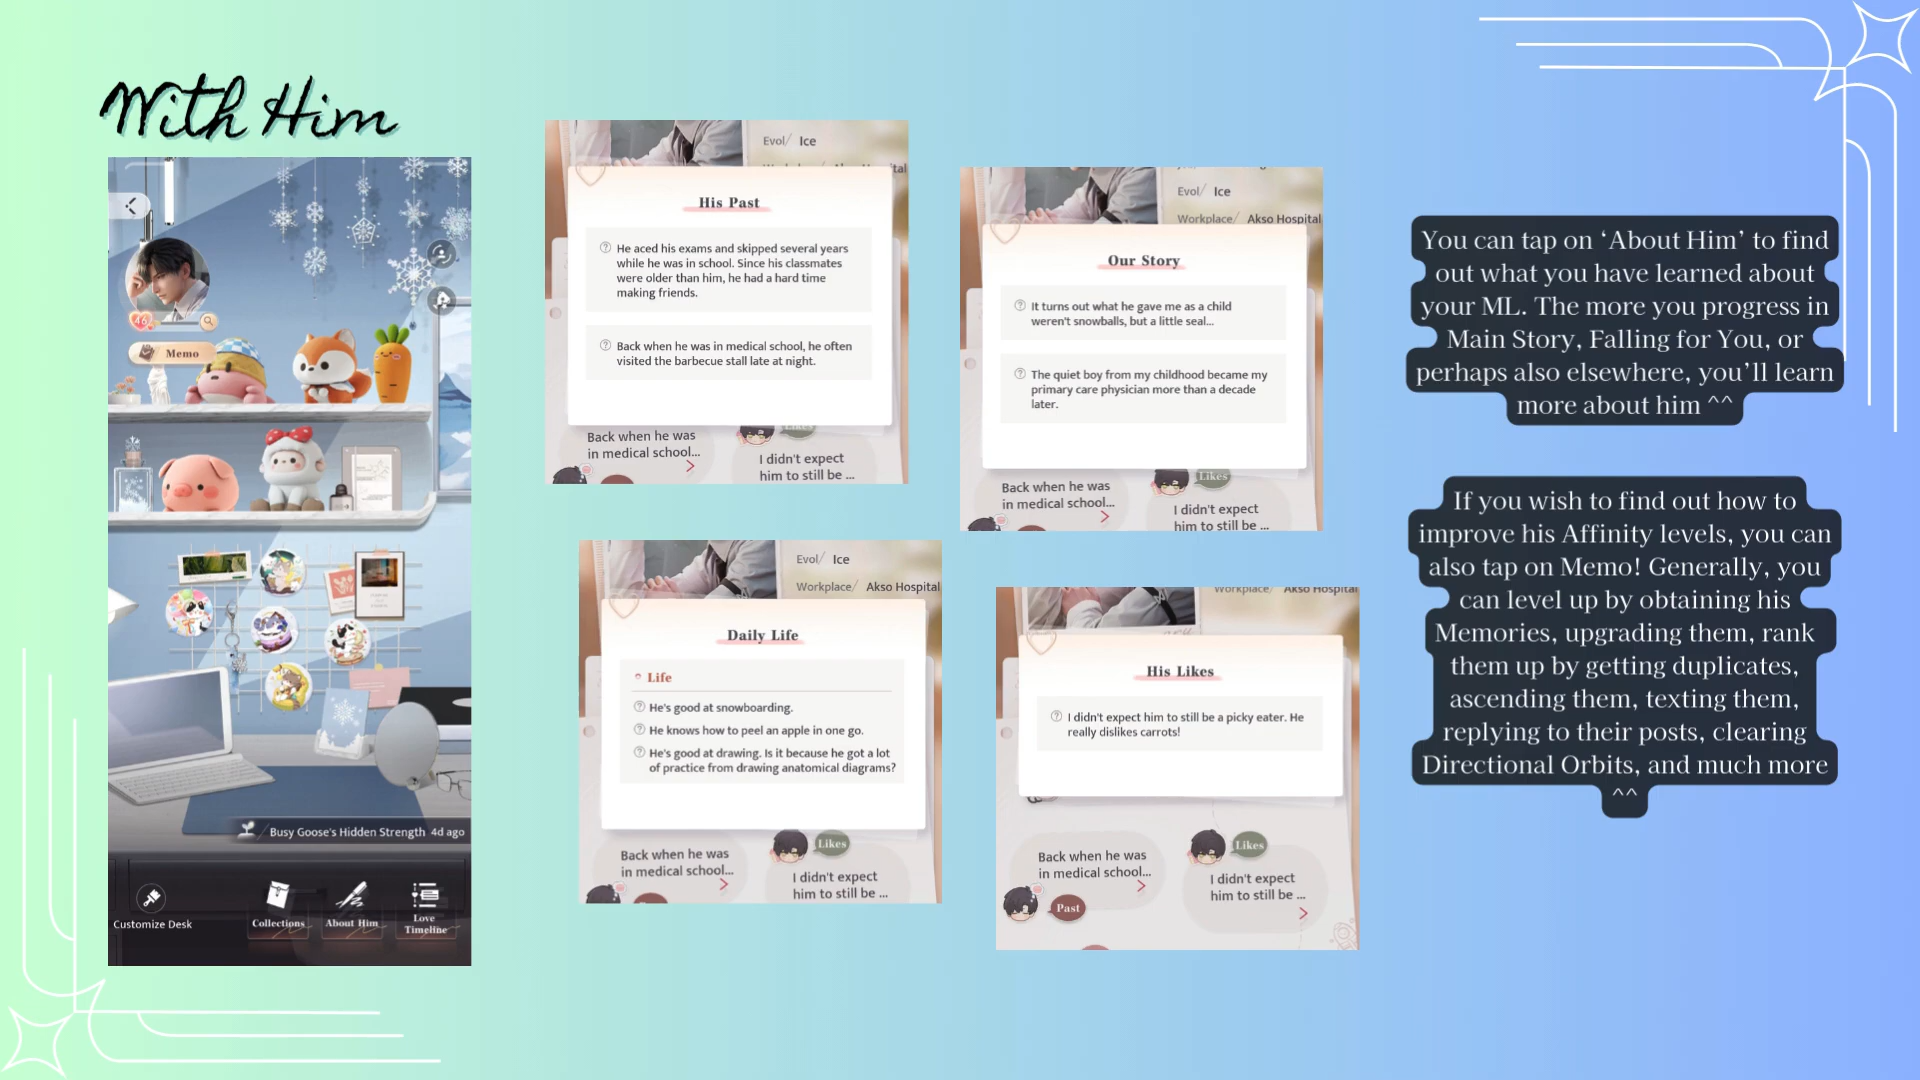 With Him
Memo
Busy Goose's Hidden Strength 4d ago
Customize Desk
Collections
About Him
Love
Timeline
Evol/ Ice
His Past
He aced his exams and skipped several years
while he was in school. Since his classmates
were older than him, he had a hard time
making friends.
Back when he was in medical school, he often
visited the barbecue stall late at night.
Back when he was
in medical school...
Likes
I didn't expect
him to still be ...
Evol/ Ice
Workplace/ Akso Hospital
Our Story
It turns out what he gave me as a child
weren't snowballs, but a little seal...
The quiet boy from my childhood became my
primary care physician more than a decade
later.
Back when he was
in medical school...
Likes
I didn't expect
him to still be ...
Evol/ Ice
Workplace/ Akso Hospital
Daily Life
Life
He's good at snowboarding.
He knows how to peel an apple in one go.
He's good at drawing. Is it because he got a lot
of practice from drawing anatomical diagrams?
Back when he was
in medical school...
Likes
I didn't expect
him to still be ...
Workplace/ Akso Hospital
His Likes
I didn't expect him to still be a picky eater. He
really dislikes carrots!
Back when he was
in medical school...
Past
Likes
I didn't expect
him to still be ...
You can tap on ‘About Him’ to find
out what you have learned about
your ML. The more you progress in
Main Story, Falling for You, or
perhaps also elsewhere, you’ll learn
more about him ^^
If you wish to find out how to
improve his Affinity levels, you can
also tap on Memo! Generally, you
can level up by obtaining his
Memories, upgrading them, rank
them up by getting duplicates,
ascending them, texting them,
replying to their posts, clearing
Directional Orbits, and much more
^^